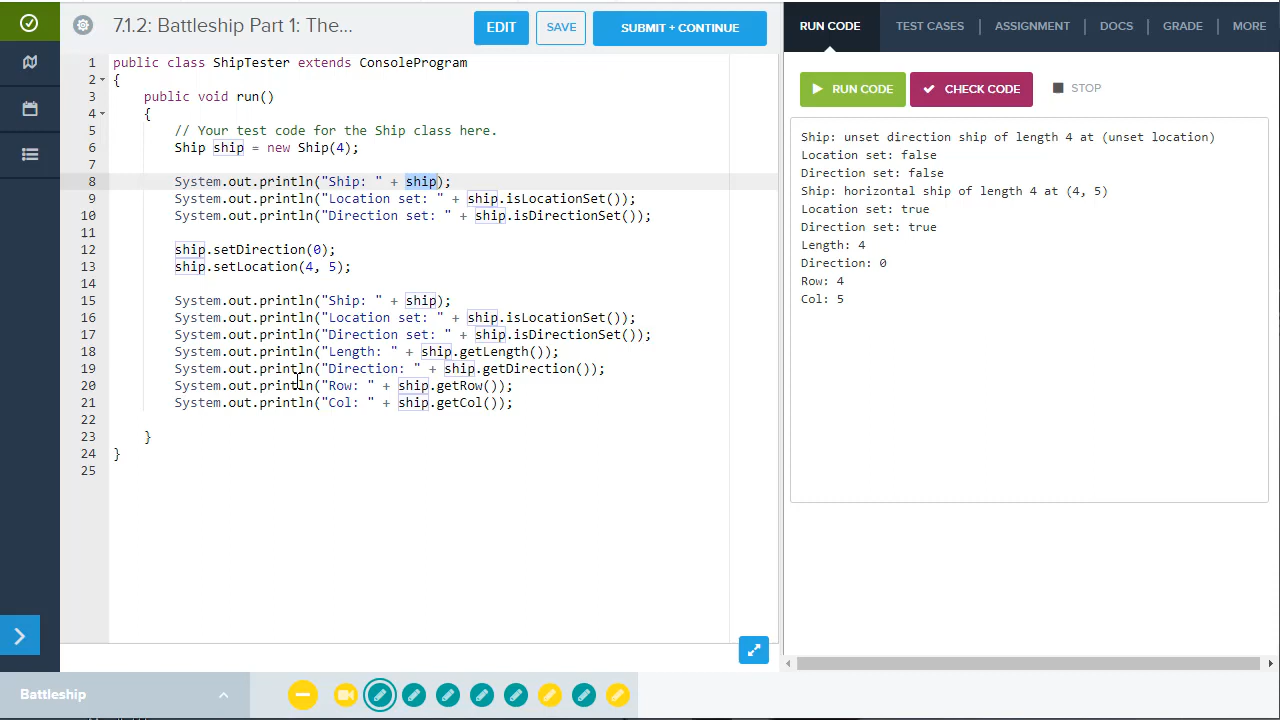 7.1.2: Battleship Part 1: The...
EDIT
SAVE
SUBMIT + CONTINUE
RUN CODE
TEST CASES
ASSIGNMENT
DOCS
GRADE
MORE
1 public class ShipTester extends ConsoleProgram
2 {
3 public void run()
4 {
5 // Your test code for the Ship class here.
6 Ship ship = new Ship(4);
7
8 System.out.println("Ship: " + ship);
9 System.out.println("Location set: " + ship.isLocationSet());
10 System.out.println("Direction set: " + ship.isDirectionSet());
11
12 ship.setDirection(0);
13 ship.setLocation(4, 5);
14
15 System.out.println("Ship: " + ship);
16 System.out.println("Location set: " + ship.isLocationSet());
17 System.out.println("Direction set: " + ship.isDirectionSet());
18 System.out.println("Length: " + ship.getLength());
19 System.out.println("Direction: " + ship.getDirection());
20 System.out.println("Row: " + ship.getRow());
21 System.out.println("Col: " + ship.getCol());
22
23 }
24 }
25
RUN CODE
CHECK CODE
STOP
Ship: unset direction ship of length 4 at (unset location)
Location set: false
Direction set: false
Ship: horizontal ship of length 4 at (4, 5)
Location set: true
Direction set: true
Length: 4
Direction: 0
Row: 4
Col: 5
Battleship